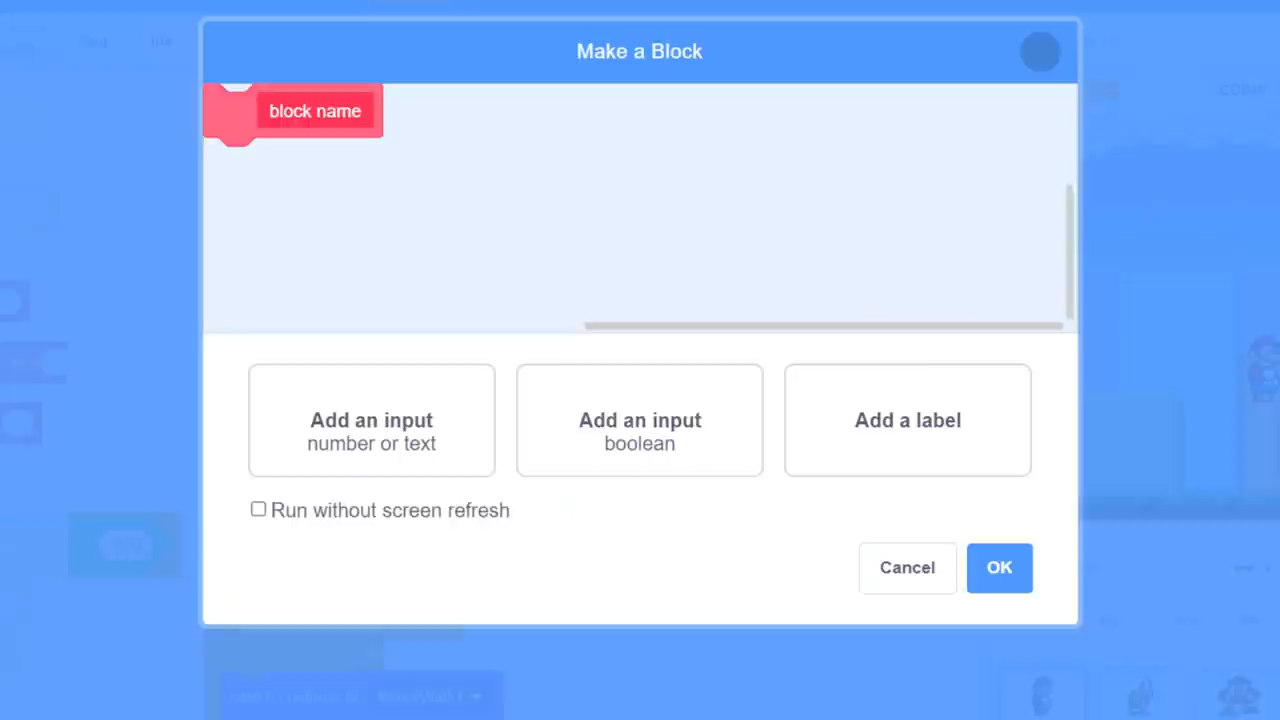 Make a Block
block name
Add an input
number or text
Add an input
boolean
Add a label
Run without screen refresh
Cancel
OK